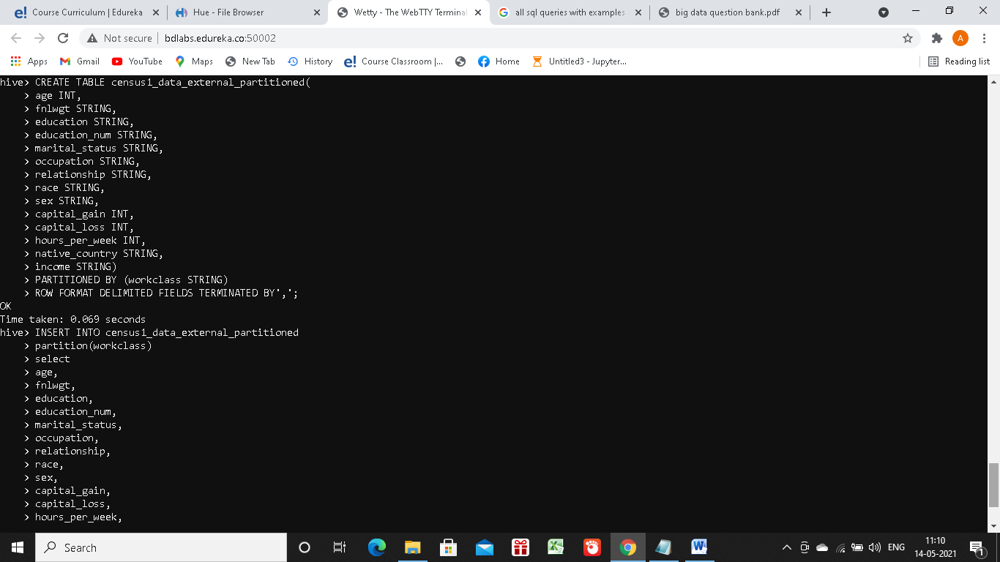 Course Curriculum | Edureka
Hue - File Browser
Wetty - The WebTTY Terminal
all sql queries with examples
big data question bank.pdf
Not secure
bdlabs.edureka.co:50002
A
Apps
Gmail
YouTube
Maps
New Tab
History
e! Course Classroom |...
Home
Untitled3 - Jupyter...
Reading list
hive> CREATE TABLE census1_data_external_partitioned(
> age INT,
> fnlwgt STRING,
> education STRING,
> education_num STRING,
> marital_status STRING,
> occupation STRING,
> relationship STRING,
> race STRING,
> sex STRING,
> capital_gain INT,
> capital_loss INT,
> hours_per_week INT,
> native_country STRING,
> income STRING)
> PARTITIONED BY (workclass STRING)
> ROW FORMAT DELIMITED FIELDS TERMINATED BY',';
OK
Time taken: 0.069 seconds
hive> INSERT INTO census1_data_external_partitioned
> partition(workclass)
> select
> age,
> fnlwgt,
> education,
> education_num,
> marital_status,
> occupation,
> relationship,
> race,
> sex,
> capital_gain,
> capital_loss,
> hours_per_week,
Search
ENG
11:10
14-05-2021
1